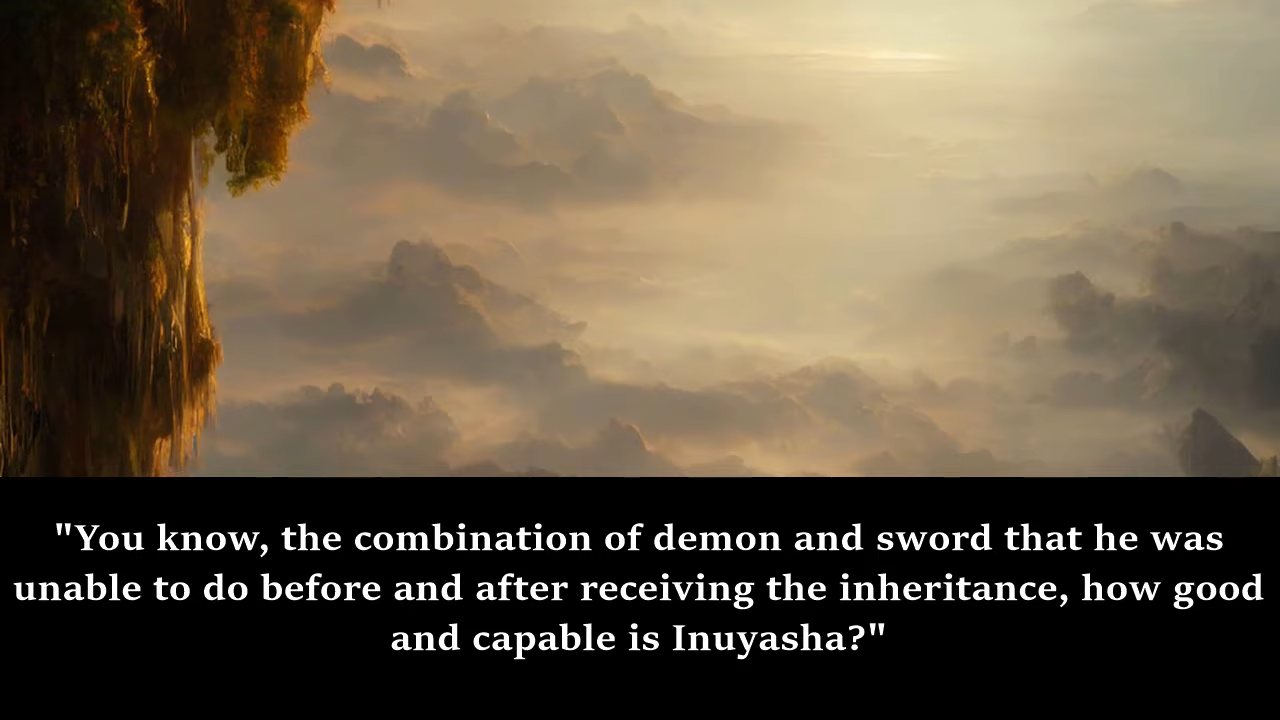 "You know, the combination of demon and sword that he was
unable to do before and after receiving the inheritance, how good
and capable is Inuyasha?"